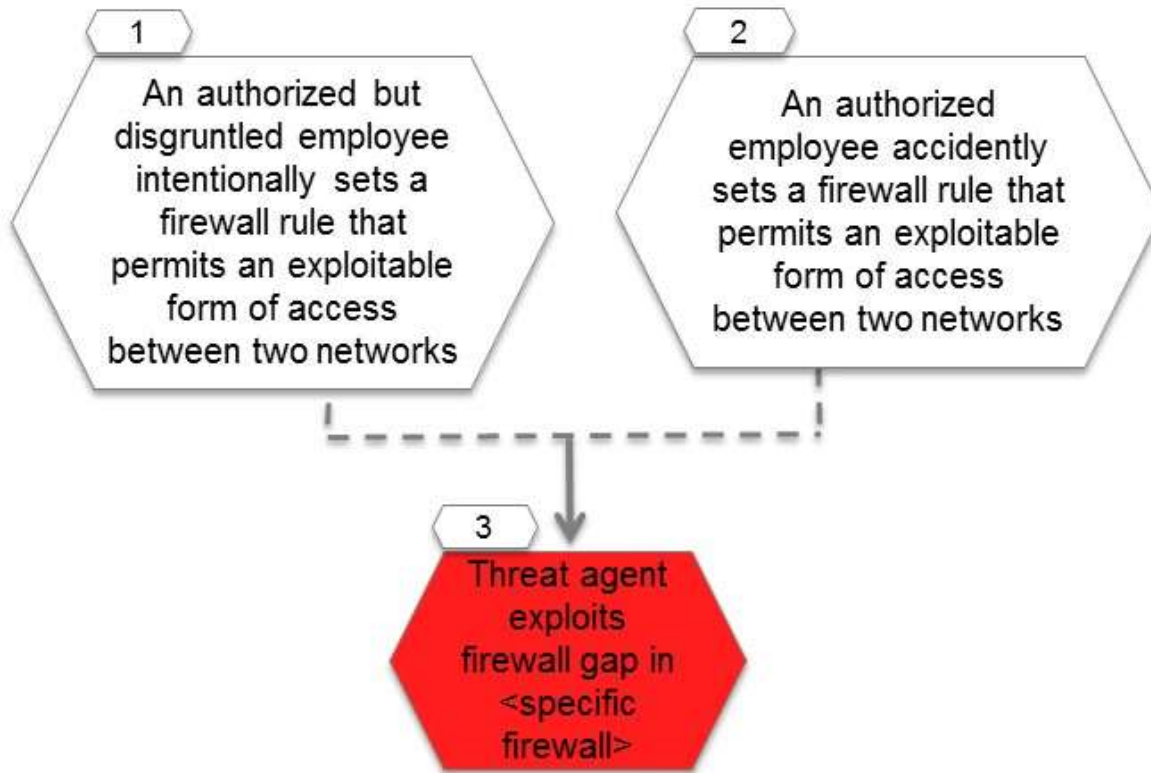 1
An authorized but
disgruntled employee
intentionally sets a
firewall rule that
permits an exploitable
form of access
between two networks
2
An authorized
employee accidently
sets a firewall rule that
permits an exploitable
form of access
between two networks
3
Threat agent
exploits
firewall gap in
<specific
firewall>